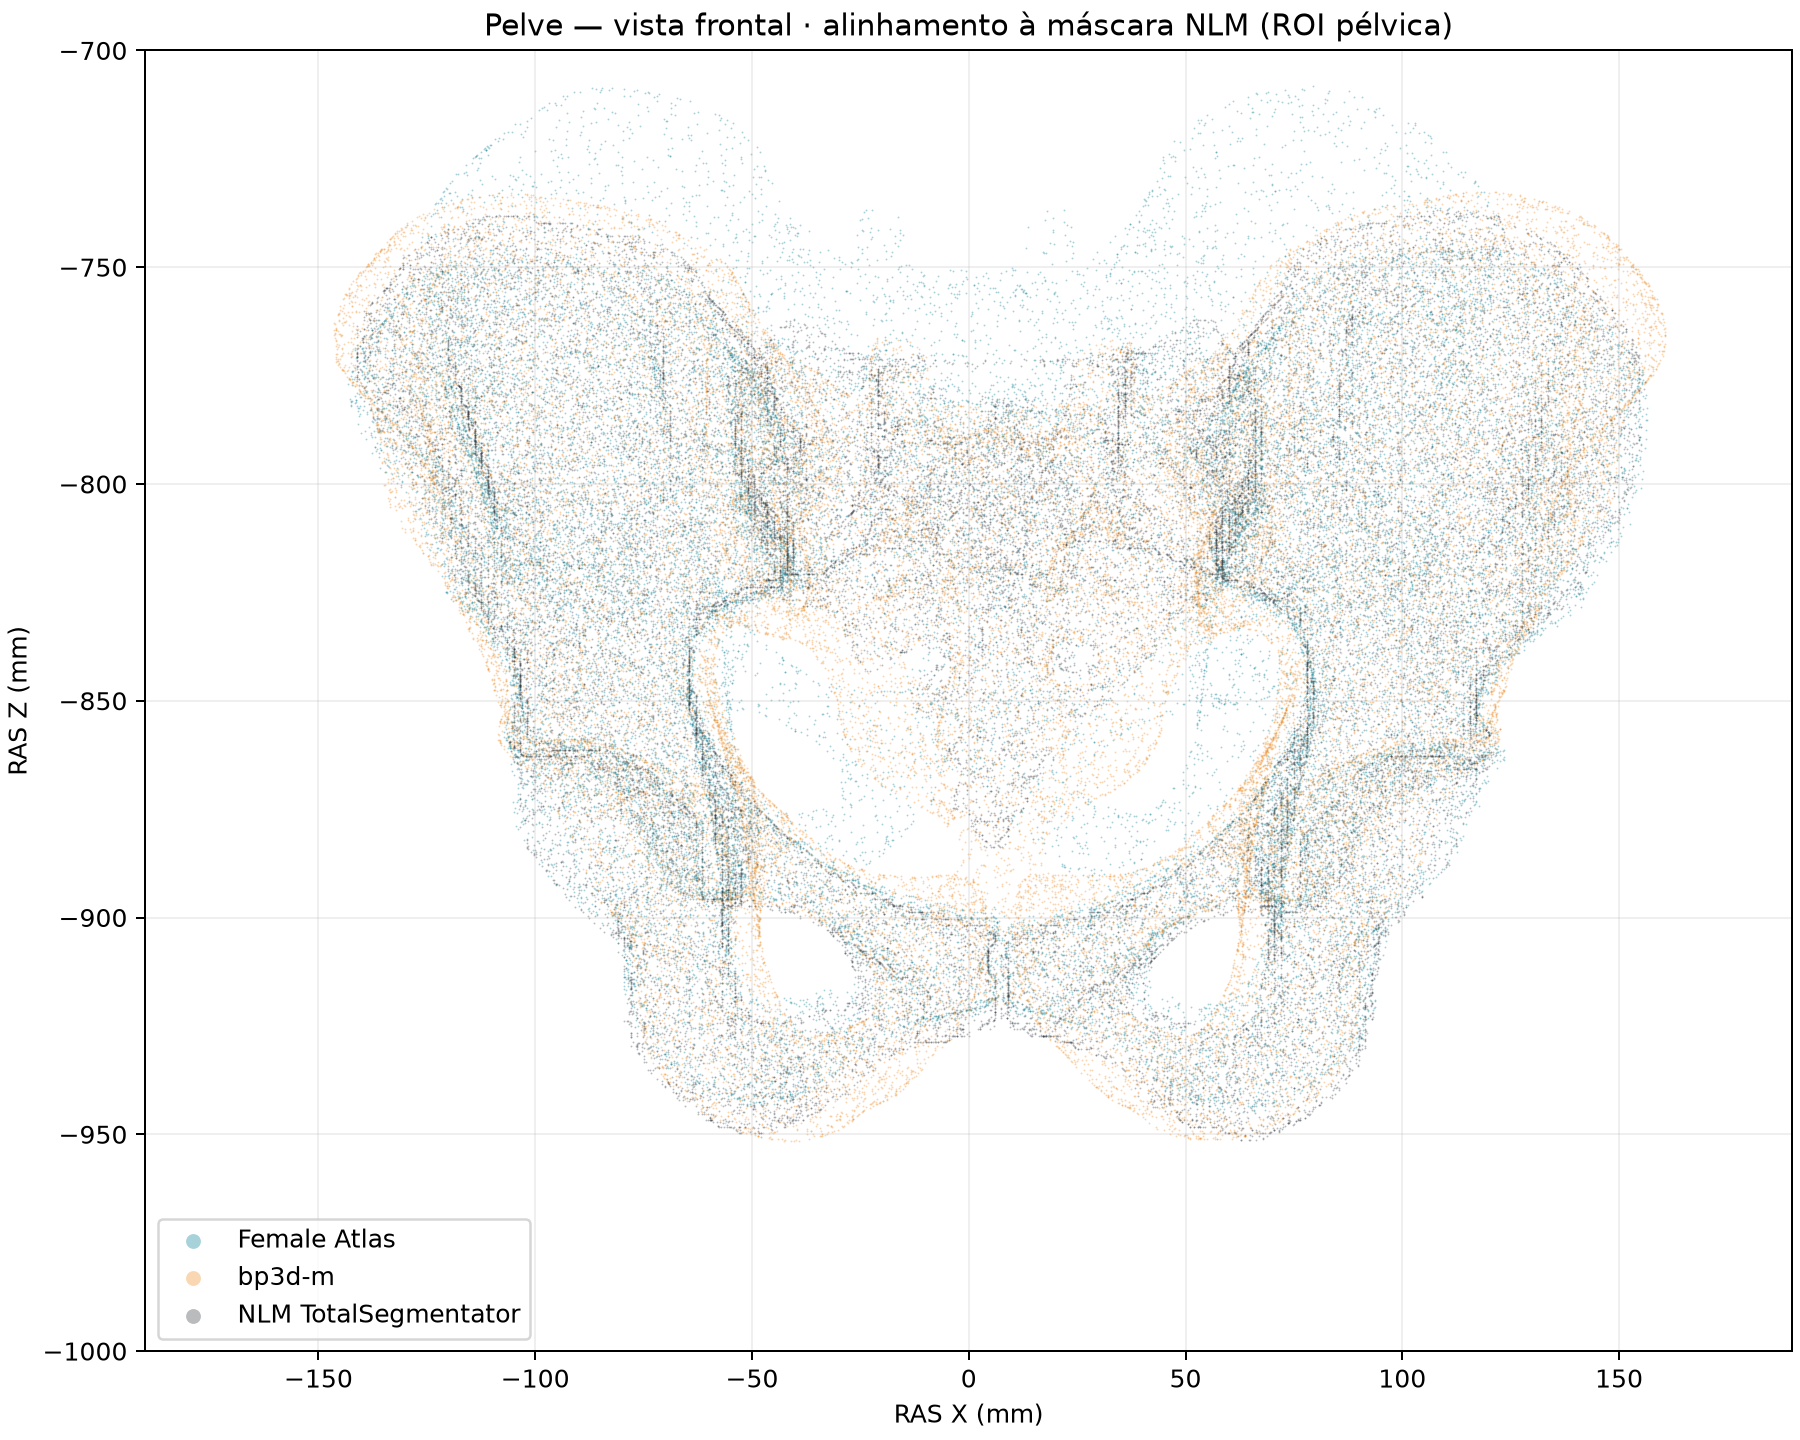 Pelve — vista frontal · alinhamento à máscara NLM (ROI pélvica)
−700
−750
−800
−850
−900
−950
−1000
RAS Z (mm)
Female Atlas
bp3d-m
NLM TotalSegmentator
−150
−100
−50
0
50
100
150
RAS X (mm)